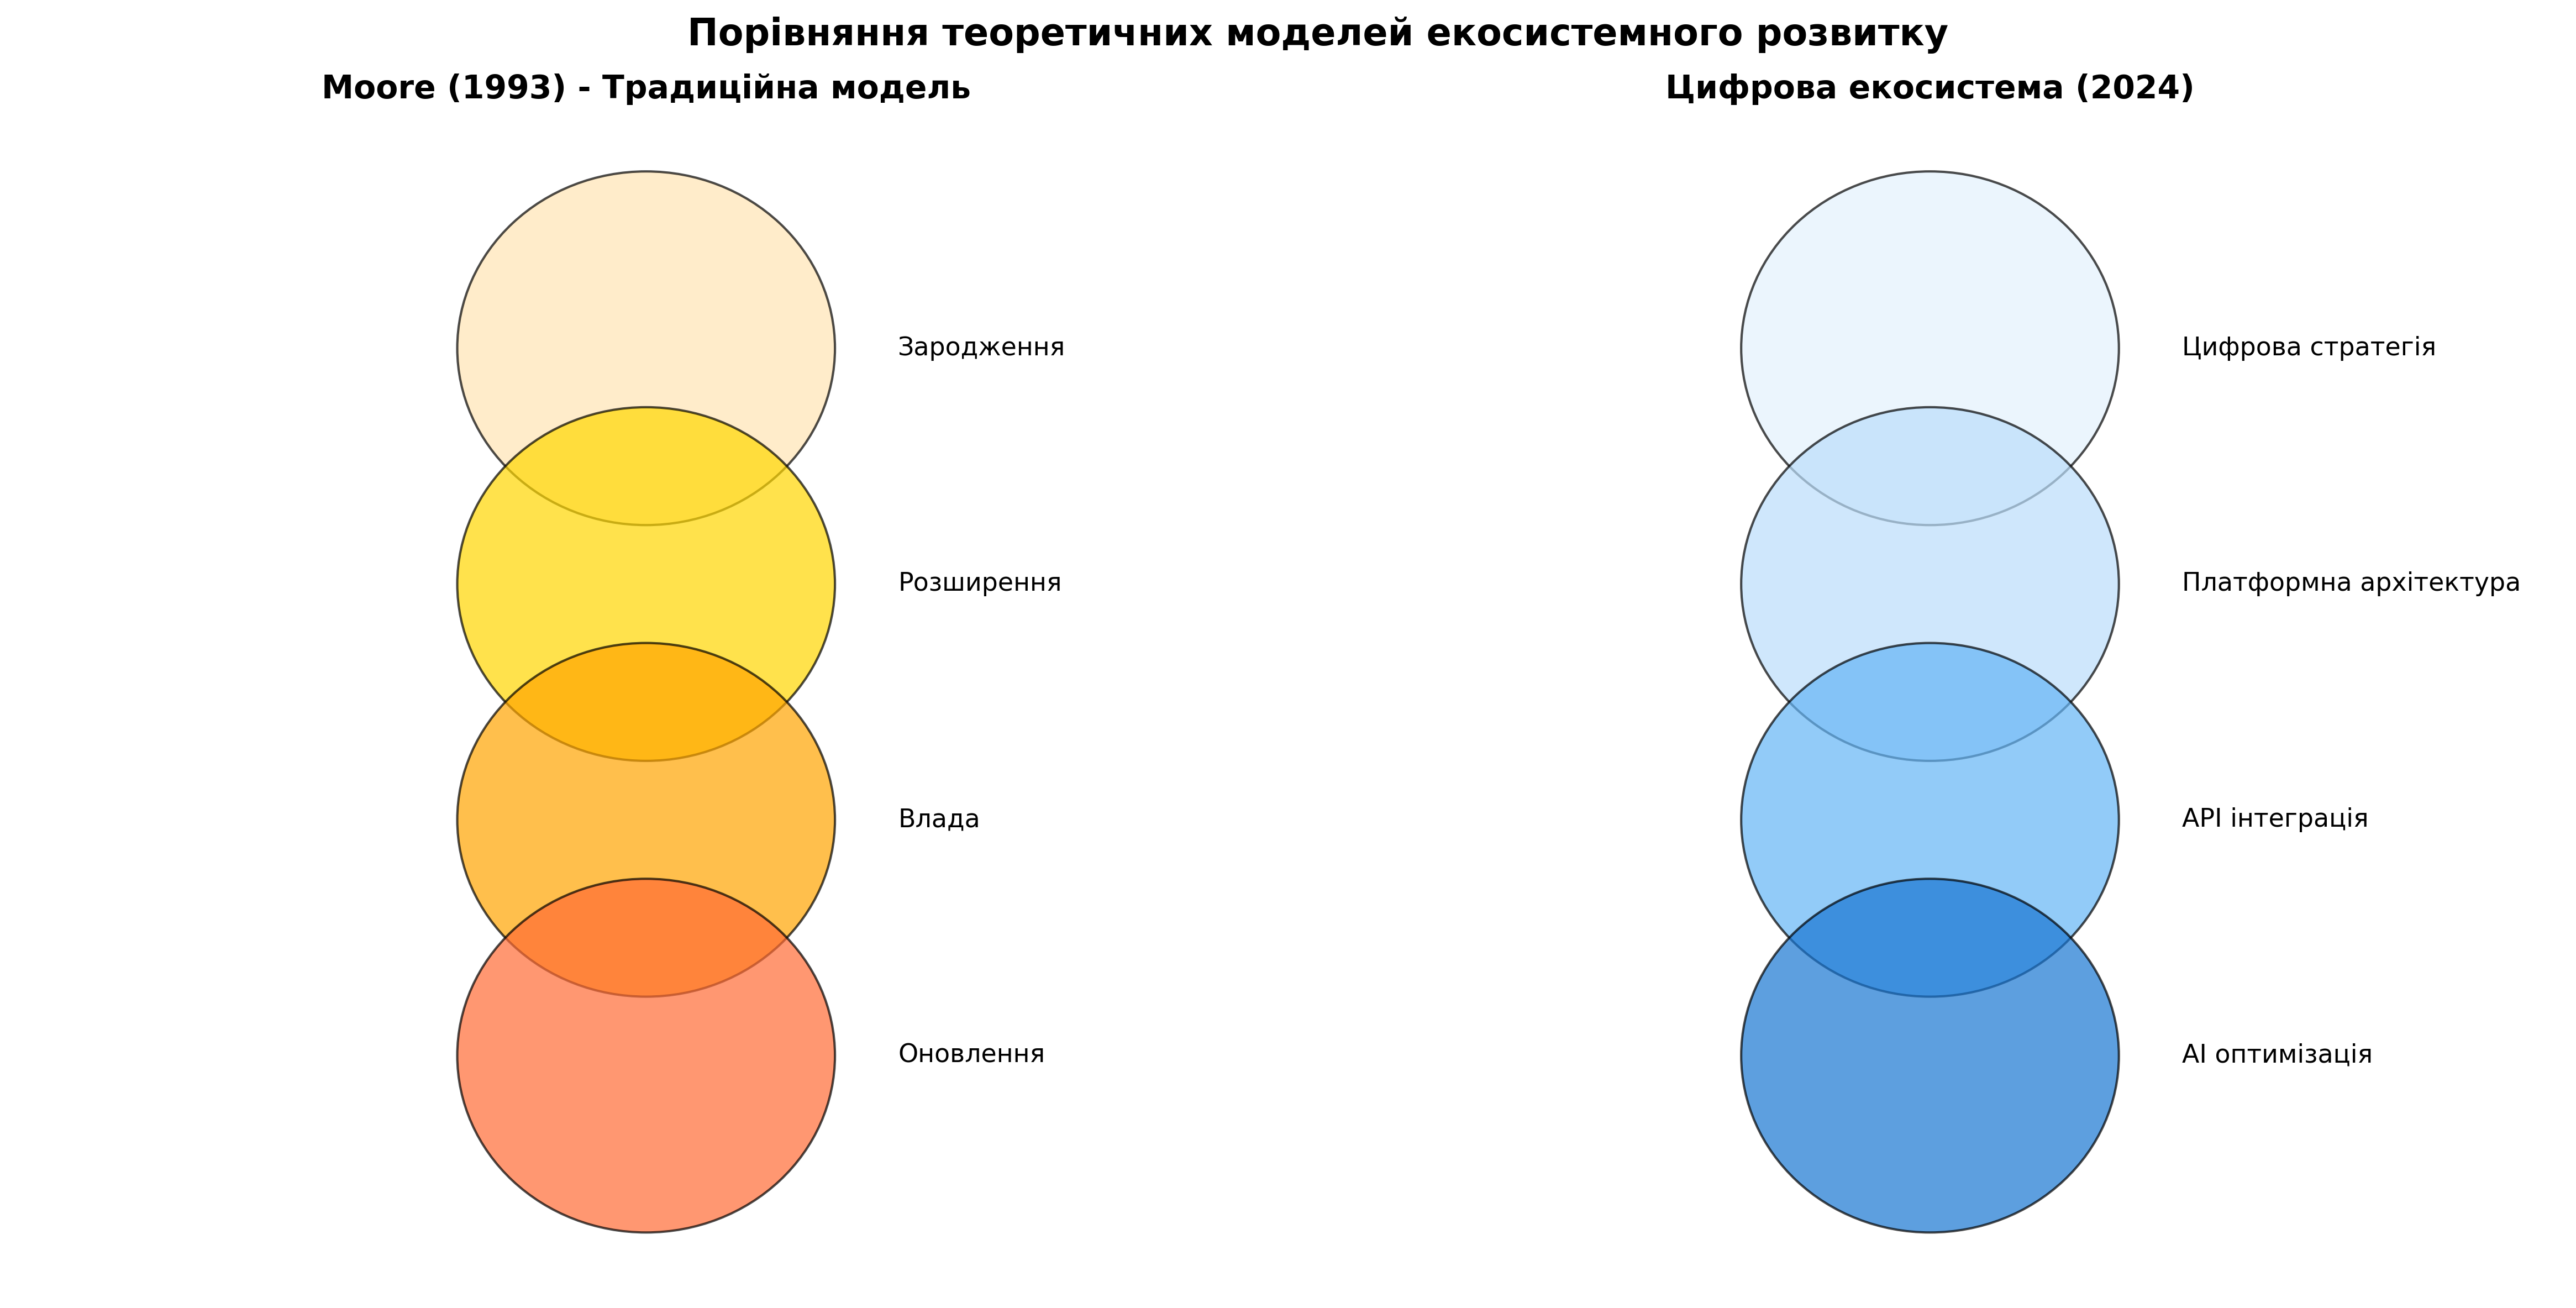 Порівняння теоретичних моделей екосистемного розвитку
Moore (1993) - Традиційна модель
Зародження
Розширення
Влада
Оновлення
Цифрова екосистема (2024)
Цифрова стратегія
Платформна архітектура
API інтеграція
AI оптимізація